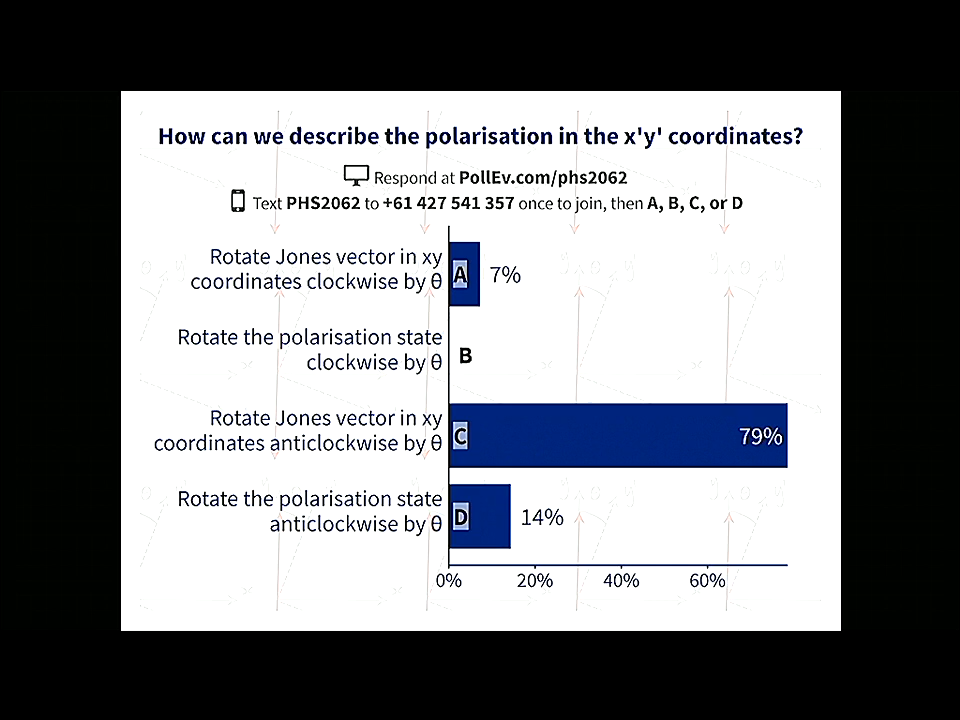 How can we describe the polarisation in the x'y' coordinates?
Respond at PollEv.com/phs2062
Text PHS2062 to +61 427 541 357 once to join, then A, B, C, or D
Rotate Jones vector in xy
coordinates clockwise by θ
A
7%
Rotate the polarisation state
clockwise by θ
B
Rotate Jones vector in xy
coordinates anticlockwise by θ
C
79%
Rotate the polarisation state
anticlockwise by θ
D
14%
0% 20% 40% 60%